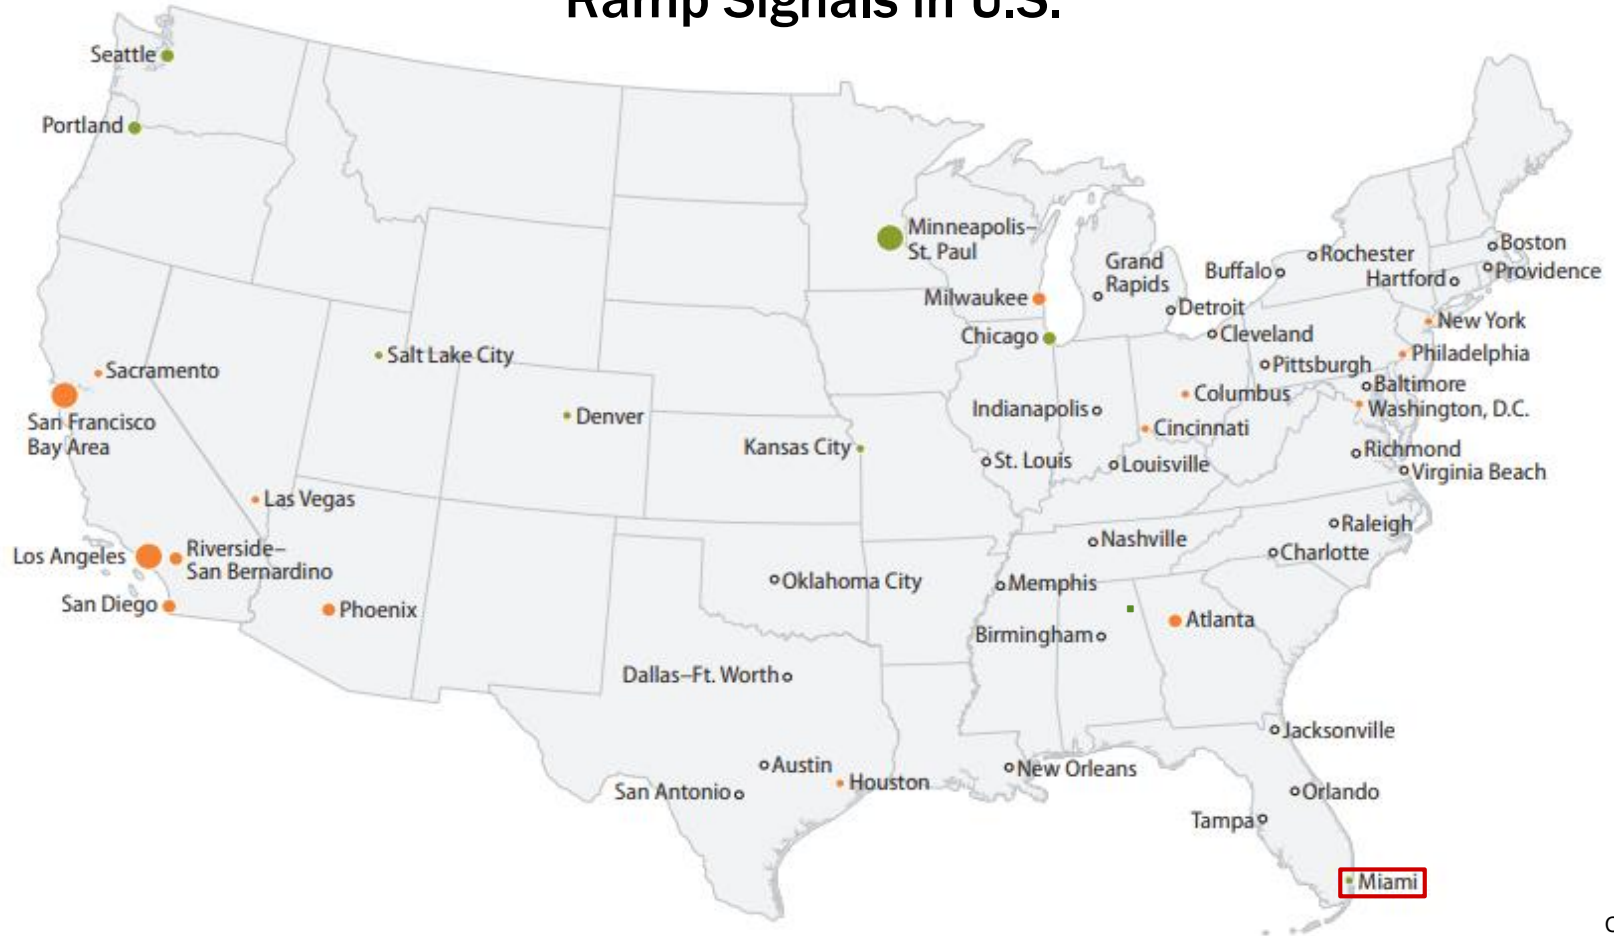 Ramp Signals in U.S.
Seattle
Portland
Minneapolis–
St. Paul
Milwaukee
Chicago
Grand
Rapids
Detroit
Buffalo
Rochester
Boston
Hartford
Providence
New York
Cleveland
Philadelphia
Pittsburgh
Baltimore
Columbus
Washington, D.C.
Indianapolis
Cincinnati
Richmond
Virginia Beach
St. Louis
Louisville
Salt Lake City
Sacramento
San Francisco
Bay Area
Denver
Kansas City
Las Vegas
Los Angeles
Riverside–
San Bernardino
San Diego
Phoenix
Oklahoma City
Nashville
Raleigh
Charlotte
Memphis
Birmingham
Atlanta
Dallas–Ft. Worth
Austin
San Antonio
Houston
New Orleans
Jacksonville
Orlando
Tampa
Miami